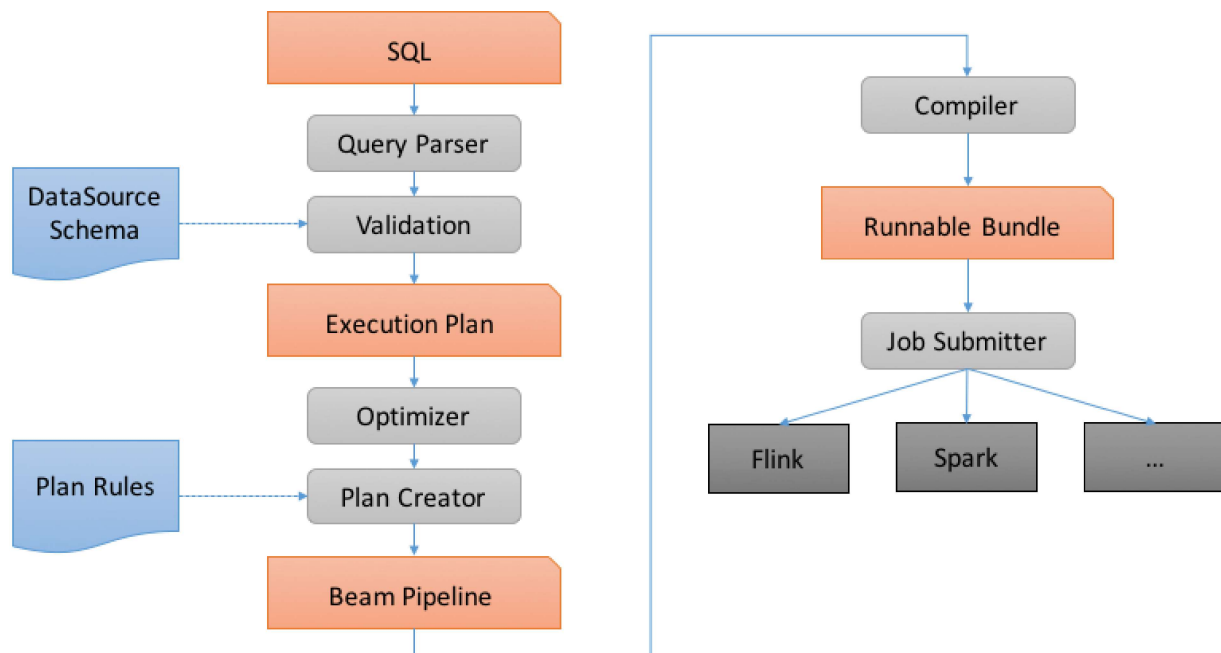 SQL
Query Parser
DataSource
Schema
Validation
Execution Plan
Optimizer
Plan Rules
Plan Creator
Beam Pipeline
Compiler
Runnable Bundle
Job Submitter
Flink
Spark
...